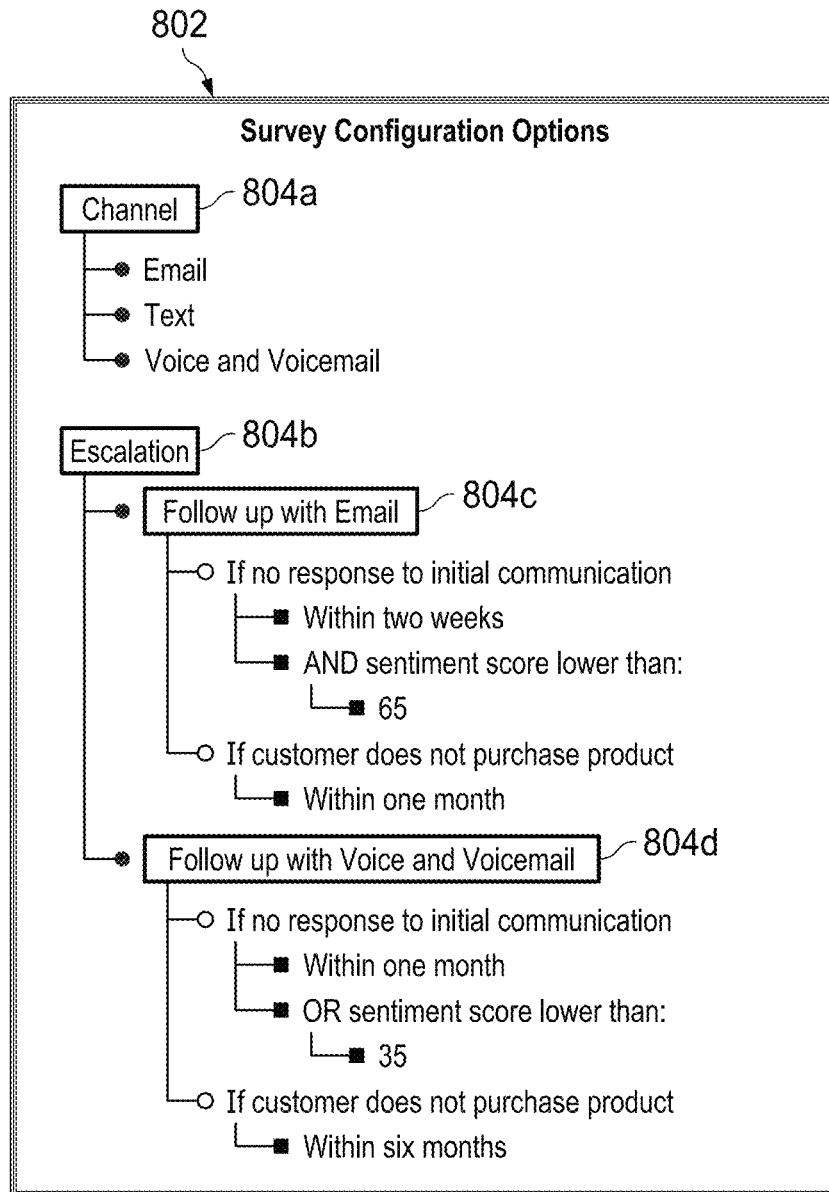 802
Survey Configuration Options
Channel 804a
Email
Text
Voice and Voicemail
Escalation 804b
Follow up with Email 804c
If no response to initial communication
Within two weeks
AND sentiment score lower than:
65
If customer does not purchase product
Within one month
Follow up with Voice and Voicemail 804d
If no response to initial communication
Within one month
OR sentiment score lower than:
35
If customer does not purchase product
Within six months